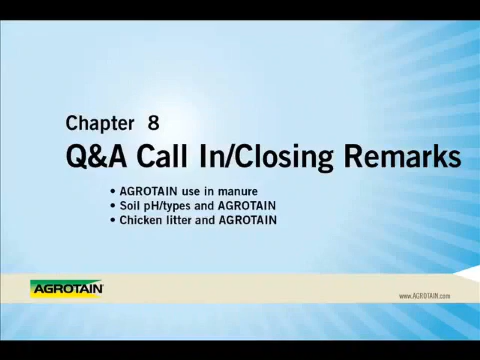 Chapter 8
Q&A Call In/Closing Remarks
• AGROTAIN use in manure
• Soil pH/types and AGROTAIN
• Chicken litter and AGROTAIN
AGROTAIN
www.AGROTAIN.com